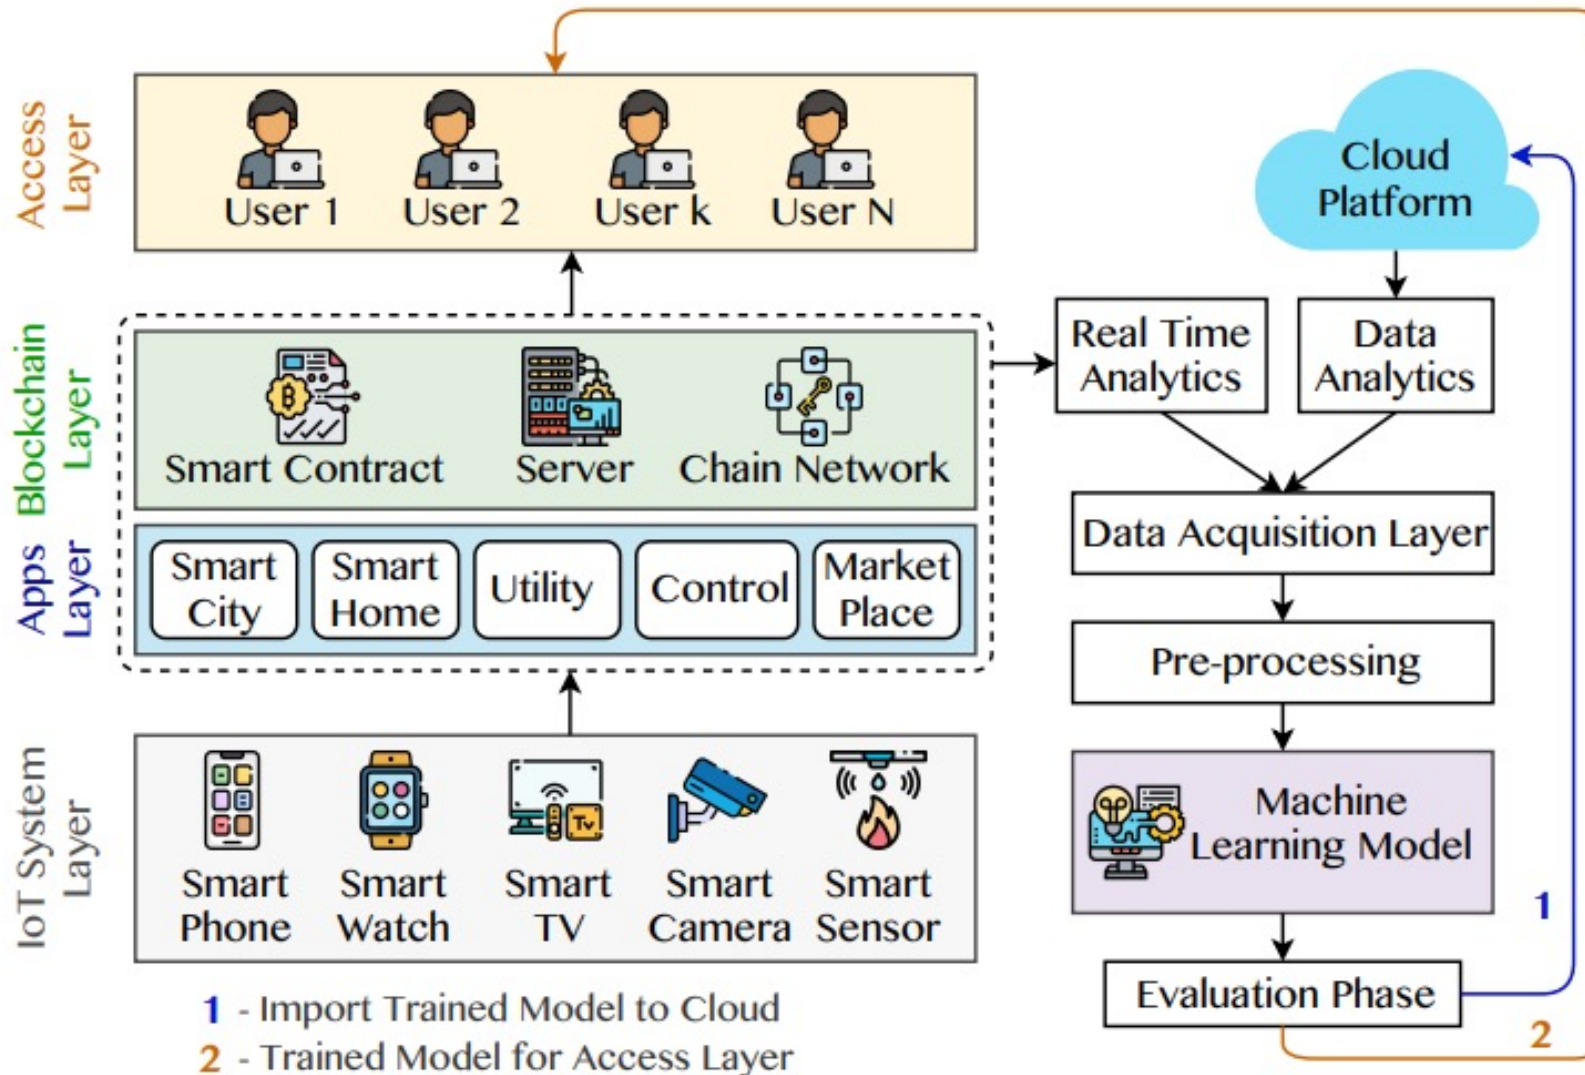 Access
Layer
User 1
User 2
User k
User N
Cloud
Platform
Blockchain
Layer
Smart Contract
Server
Chain Network
Real Time
Analytics
Data
Analytics
Apps
Layer
Smart
City
Smart
Home
Utility
Control
Market
Place
Data Acquisition Layer
Pre-processing
IoT System
Layer
Smart
Phone
Smart
Watch
Smart
TV
Tv
Smart
Camera
Smart
Sensor
Machine
Learning Model
Evaluation Phase
1
2
1 - Import Trained Model to Cloud
2 - Trained Model for Access Layer